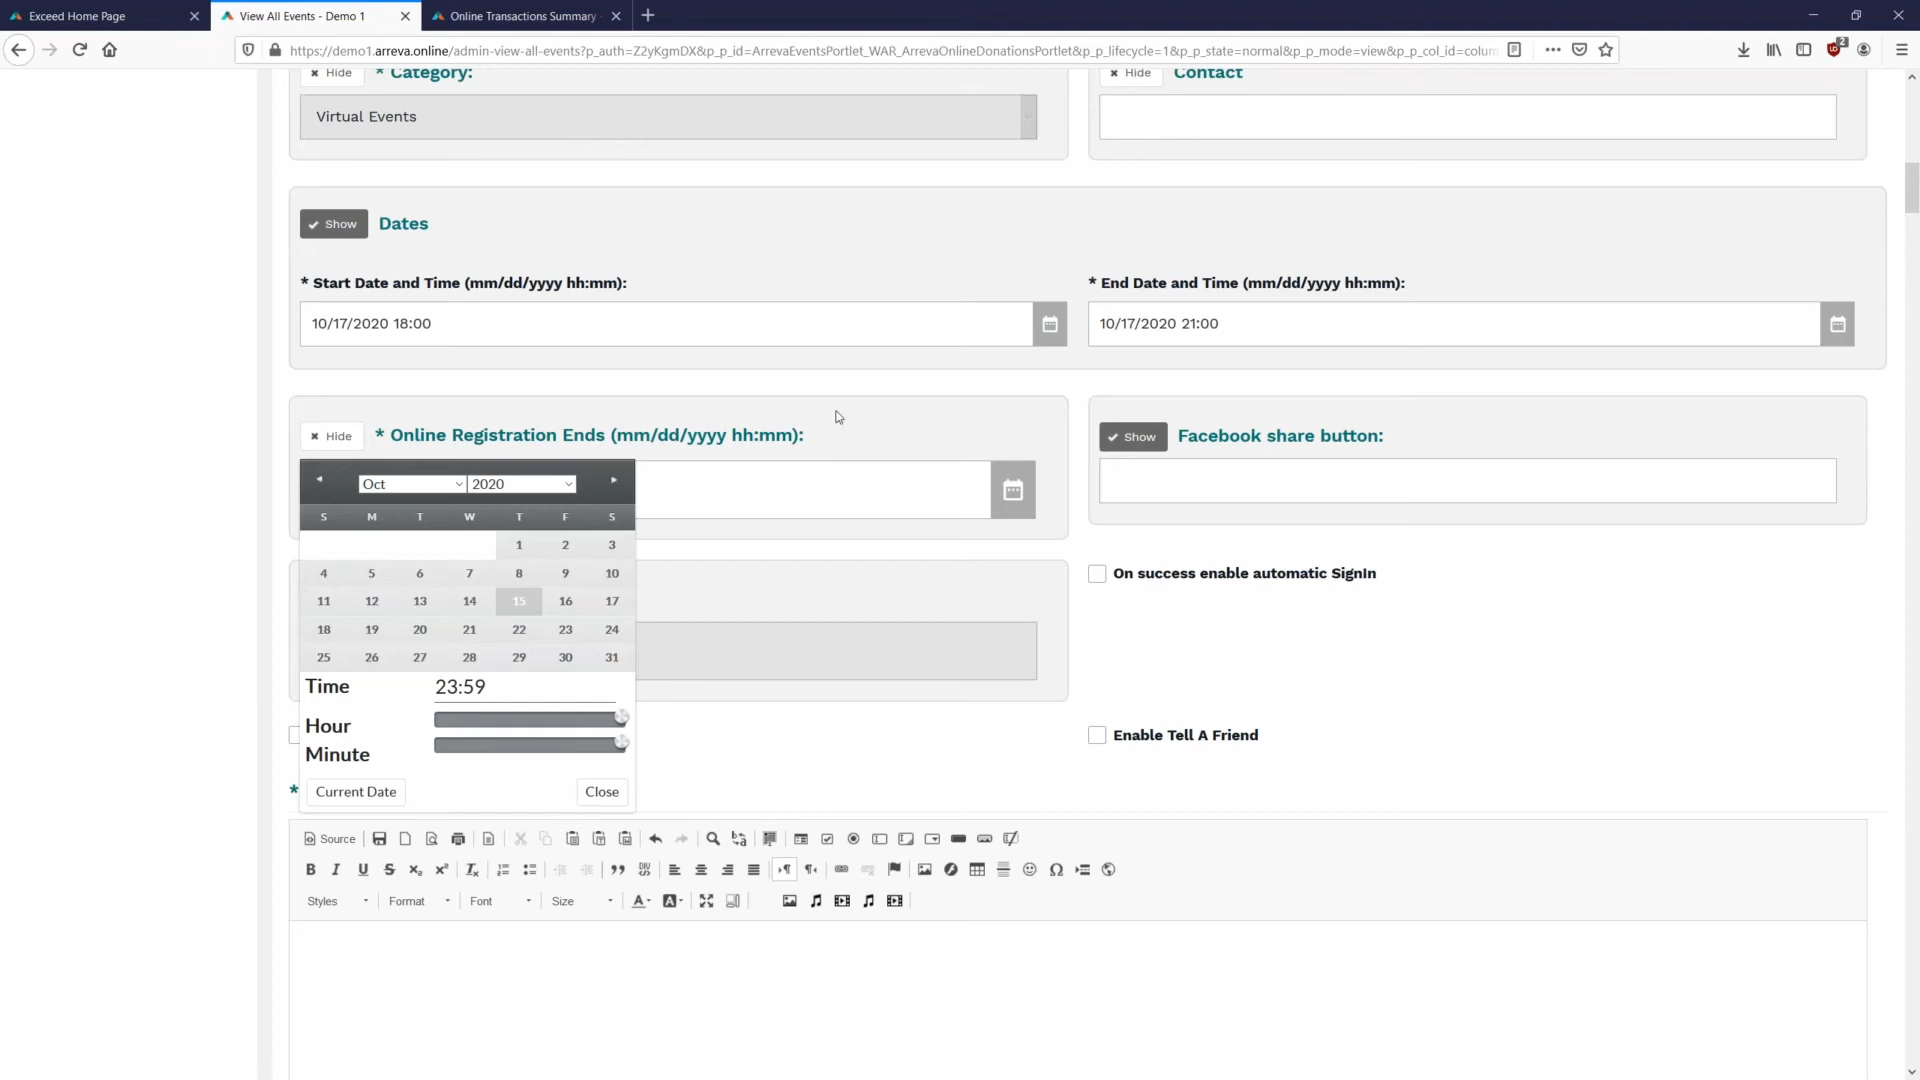 Exceed Home Page
View All Events - Demo 1
Online Transactions Summary
https://demo1.arreva.online/admin-view-all-events?p_auth=Z2yKgmDX&p_p_id=ArrevaEventsPortlet_WAR_ArrevaOnlineDonationsPortlet&p_p_lifecycle=1&p_p_state=normal&p_p_mode=view&p_p_col_id=colum
2
Hide * Category:
Hide Contact
Virtual Events
Show Dates
* Start Date and Time (mm/dd/yyyy hh:mm):
* End Date and Time (mm/dd/yyyy hh:mm):
10/17/2020 18:00
10/17/2020 21:00
Hide * Online Registration Ends (mm/dd/yyyy hh:mm):
Show Facebook share button:
Oct 2020
S M T W T F S
1 2 3
4 5 6 7 8 9 10
11 12 13 14 15 16 17
18 19 20 21 22 23 24
25 26 27 28 29 30 31
On success enable automatic SignIn
Time 23:59
Hour
Minute
Enable Tell A Friend
Current Date Close
*
Source
B I U S x₂ x² Tx
Styles Format Font Size A A